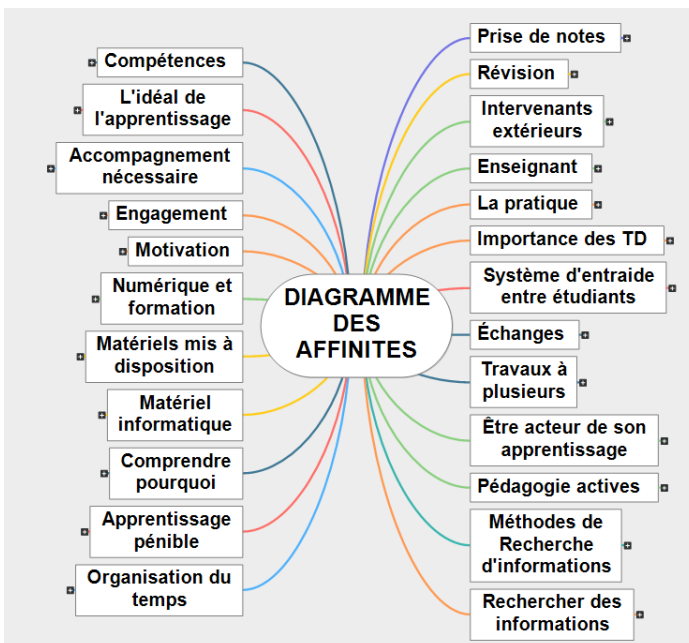 DIAGRAMME
DES
AFFINITES
Compétences
L'idéal de
l'apprentissage
Accompagnement
nécessaire
Engagement
Motivation
Numérique et
formation
Matériels mis à
disposition
Matériel
informatique
Comprendre
pourquoi
Apprentissage
pénible
Organisation du
temps
Prise de notes
Révision
Intervenants
extérieurs
Enseignant
La pratique
Importance des TD
Système d'entraide
entre étudiants
Échanges
Travaux à
plusieurs
Être acteur de son
apprentissage
Pédagogie actives
Méthodes de
Recherche
d'informations
Rechercher des
informations